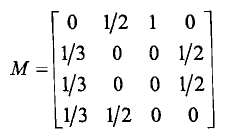 0 1/2 1 0
1/3 0 0 1/2
M =
1/3 0 0 1/2
1/3 1/2 0 0